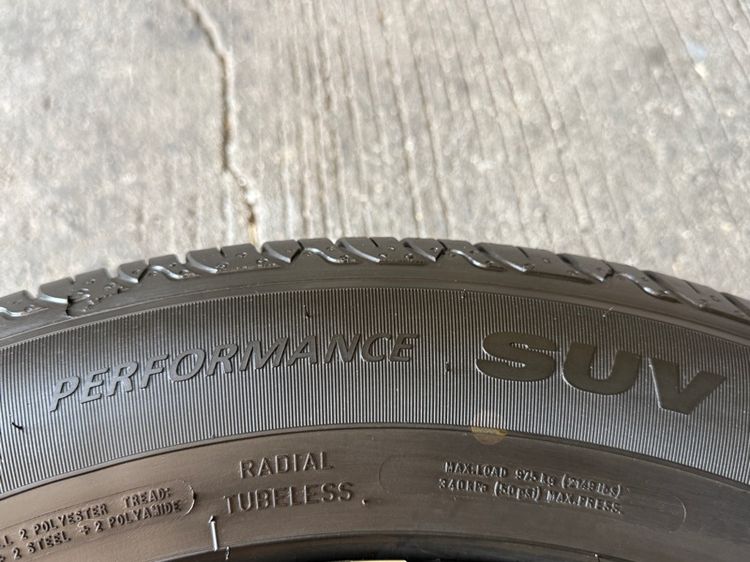 PERFORMANCE SUV
RADIAL
TUBELESS
MAX.LOAD 975 kg (2149 lbs)
340 kPa (50 psi) MAX.PRESS.
2 POLYESTER TREAD:
2 STEEL + 2 POLYAMIDE